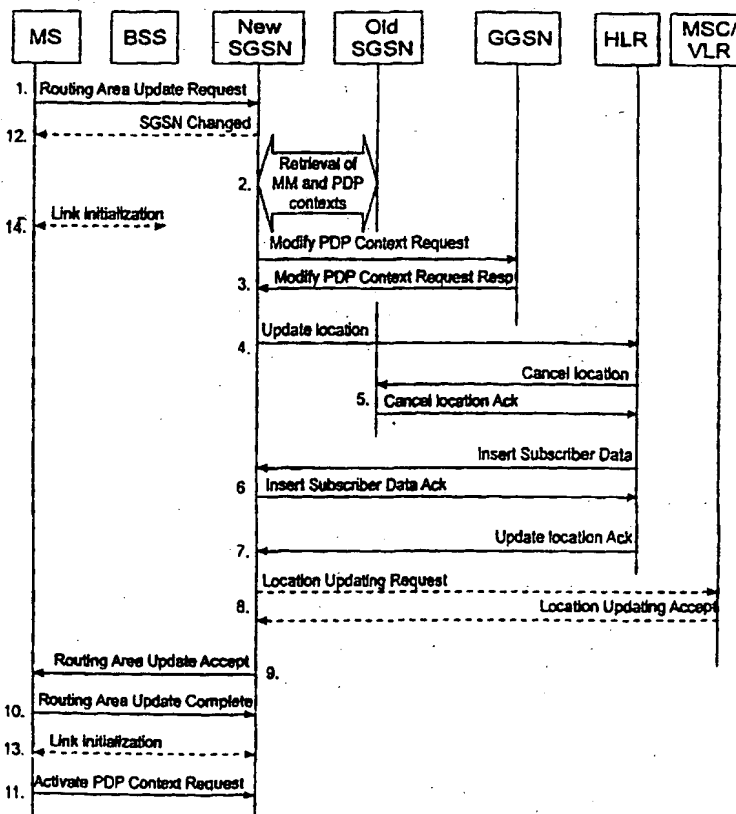 MS
BSS
New
SGSN
Old
SGSN
GGSN
HLR
MSC/
VLR
1. Routing Area Update Request
12. SGSN Changed
2. Retrieval of
MM and PDP
contexts
14. Link initialization
Modify PDP Context Request
3. Modify PDP Context Request Resp
4. Update location
Cancel location
5. Cancel location Ack
Insert Subscriber Data
6 Insert Subscriber Data Ack
7. Update location Ack
Location Updating Request
8. Location Updating Accept
Routing Area Update Accept 9.
10. Routing Area Update Complete
13. Link initialization
11. Activate PDP Context Request